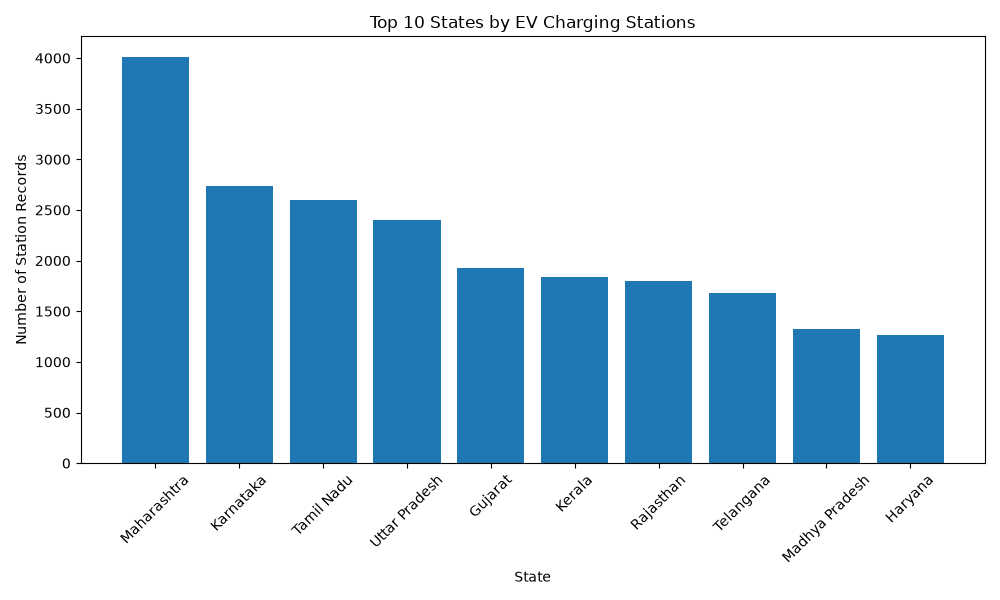 Top 10 States by EV Charging Stations
Number of Station Records
4000
3500
3000
2500
2000
1500
1000
500
0
Maharashtra
Karnataka
Tamil Nadu
Uttar Pradesh
Gujarat
Kerala
Rajasthan
Telangana
Madhya Pradesh
Haryana
State